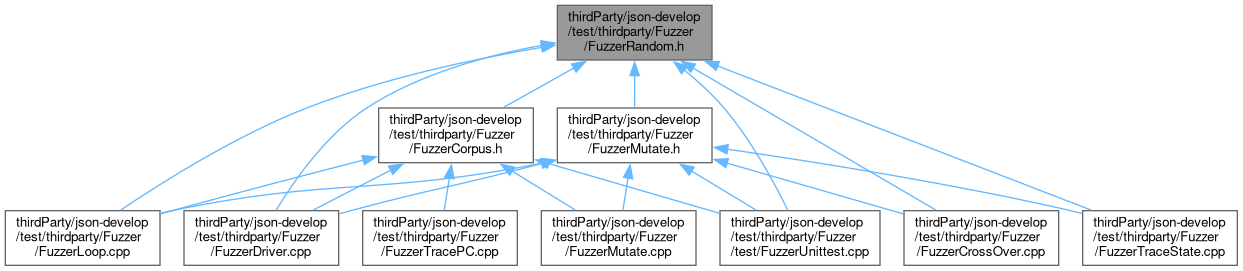 thirdParty/json-develop
/test/thirdparty/Fuzzer
/FuzzerRandom.h
thirdParty/json-develop
/test/thirdparty/Fuzzer
/FuzzerCorpus.h
thirdParty/json-develop
/test/thirdparty/Fuzzer
/FuzzerMutate.h
thirdParty/json-develop
/test/thirdparty/Fuzzer
/FuzzerLoop.cpp
thirdParty/json-develop
/test/thirdparty/Fuzzer
/FuzzerDriver.cpp
thirdParty/json-develop
/test/thirdparty/Fuzzer
/FuzzerTracePC.cpp
thirdParty/json-develop
/test/thirdparty/Fuzzer
/FuzzerMutate.cpp
thirdParty/json-develop
/test/thirdparty/Fuzzer
/test/FuzzerUnittest.cpp
thirdParty/json-develop
/test/thirdparty/Fuzzer
/FuzzerCrossOver.cpp
thirdParty/json-develop
/test/thirdparty/Fuzzer
/FuzzerTraceState.cpp